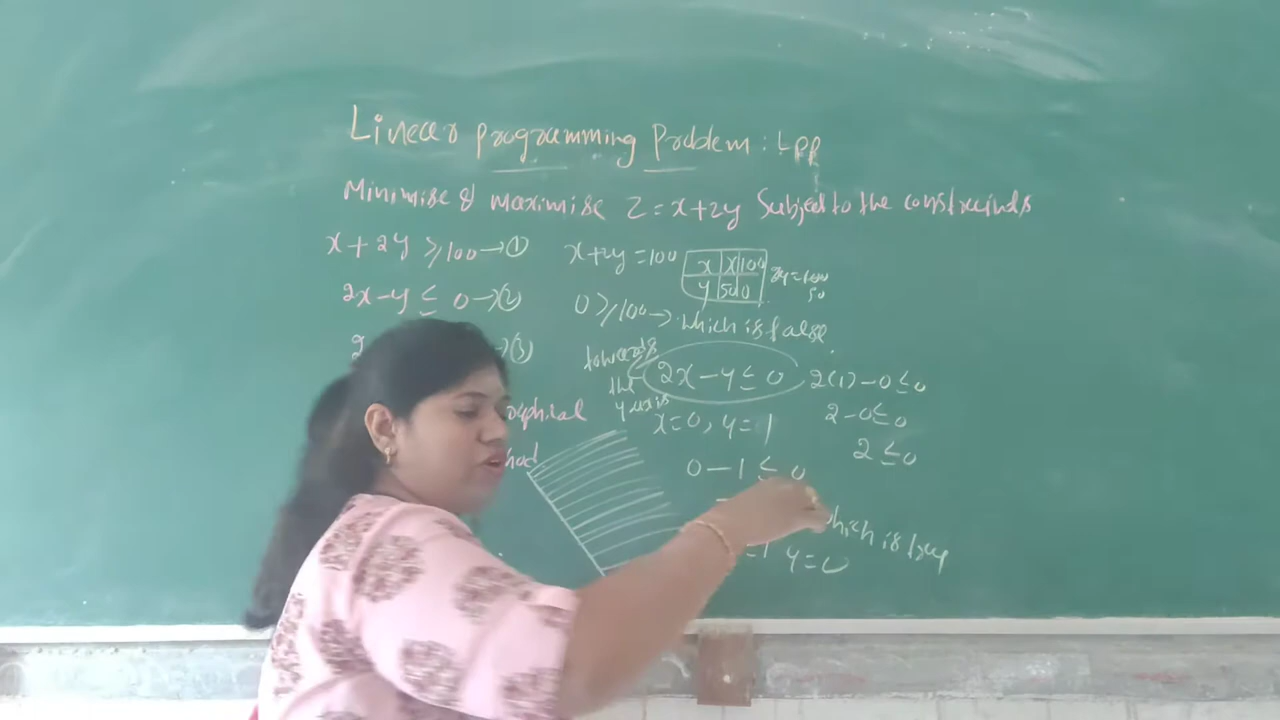 Linear programming Problem : LPP
Minimise & maximise Z = x+2y Subject to the constraints
x + 2y ≥ 100 → ①
x+2y = 100
x | x | 100
y | 50 | 0
2y = 100
50
2x - y ≤ 0 → (2)
0 ≥ 100 → which is false.
2
→ (3)
towards
the
y axis
2x - y ≤ 0
2(1) - 0 ≤ 0
x = 0, y = 1
2 - 0 ≤ 0
0 - 1 ≤ 0
2 ≤ 0
which is
y = 0